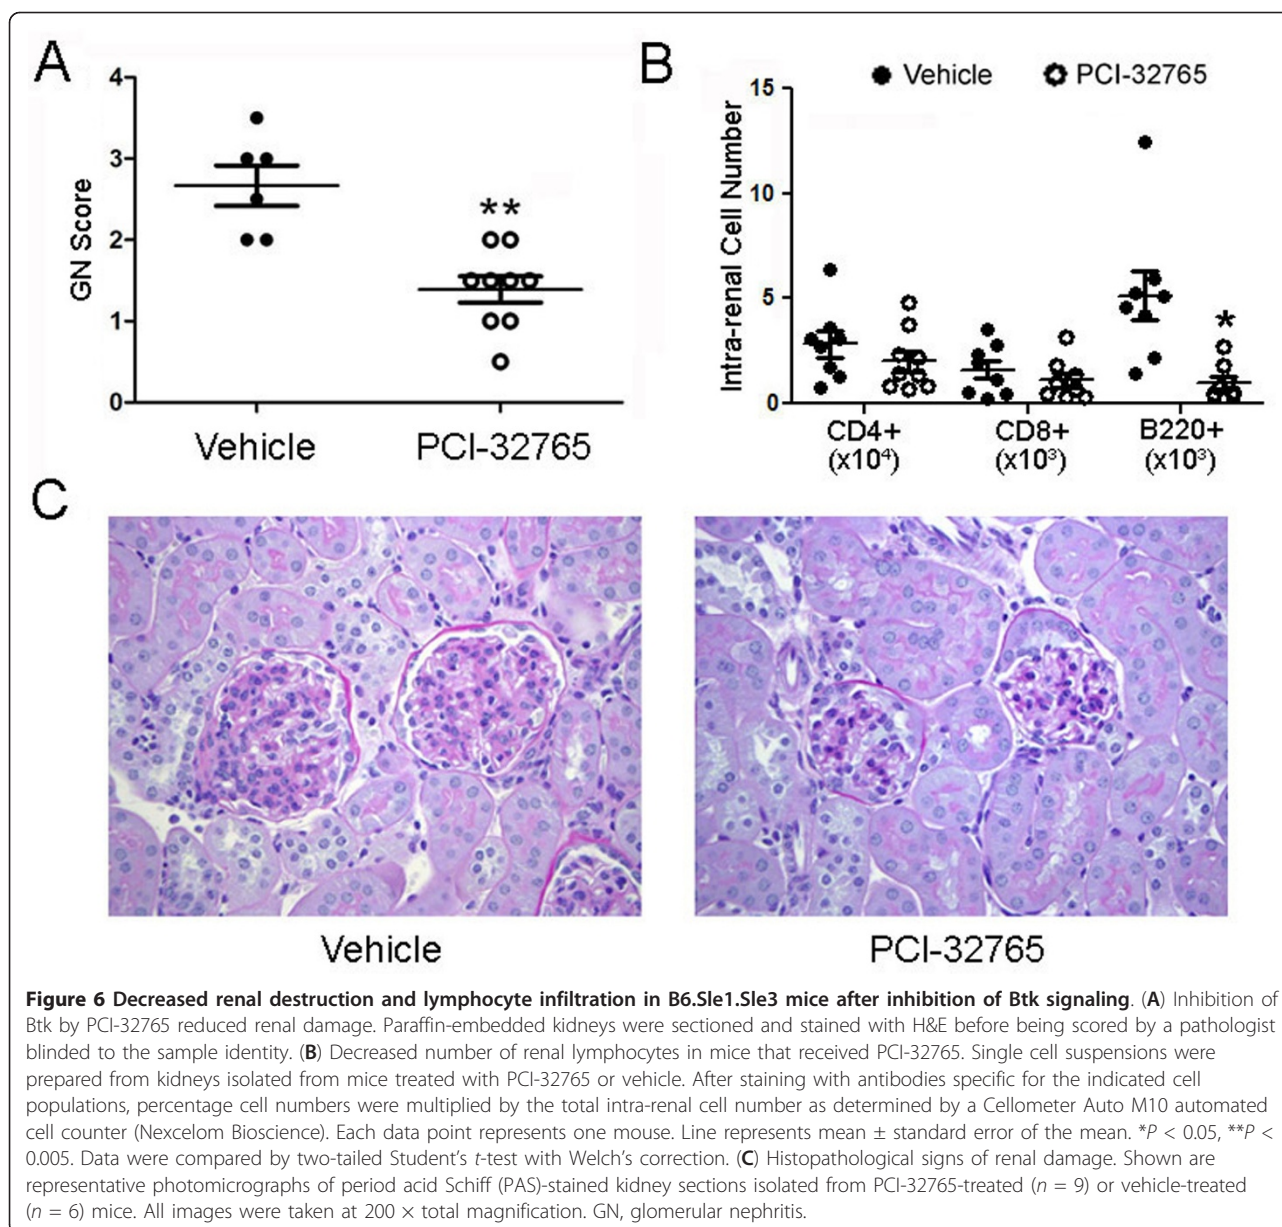 A
4
3
2
1
0
GN Score
**
Vehicle
PCI-32765
B
Vehicle
PCI-32765
15
10
5
0
Intra-renal Cell Number
*
CD4+
(x10⁴)
CD8+
(x10³)
B220+
(x10³)
C
Vehicle
PCI-32765
Figure 6 Decreased renal destruction and lymphocyte infiltration in B6.Sle1.Sle3 mice after inhibition of Btk signaling. (A) Inhibition of
Btk by PCI-32765 reduced renal damage. Paraffin-embedded kidneys were sectioned and stained with H&E before being scored by a pathologist
blinded to the sample identity. (B) Decreased number of renal lymphocytes in mice that received PCI-32765. Single cell suspensions were
prepared from kidneys isolated from mice treated with PCI-32765 or vehicle. After staining with antibodies specific for the indicated cell
populations, percentage cell numbers were multiplied by the total intra-renal cell number as determined by a Cellometer Auto M10 automated
cell counter (Nexcelom Bioscience). Each data point represents one mouse. Line represents mean ± standard error of the mean. *P < 0.05, **P <
0.005. Data were compared by two-tailed Student's t-test with Welch's correction. (C) Histopathological signs of renal damage. Shown are
representative photomicrographs of period acid Schiff (PAS)-stained kidney sections isolated from PCI-32765-treated (n = 9) or vehicle-treated
(n = 6) mice. All images were taken at 200 × total magnification. GN, glomerular nephritis.